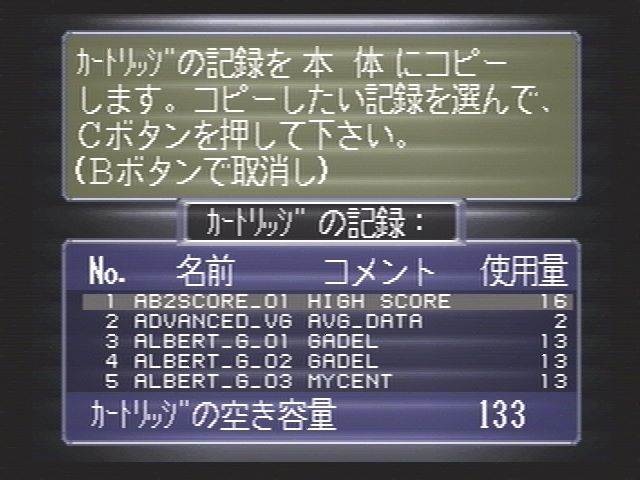 ｶｰﾄﾘｯｼﾞの記録を 本 体 にコピー
します。コピーしたい記録を選んで、
Cボタンを押して下さい。
(Bボタンで取消し)
ｶｰﾄﾘｯｼﾞ の記録：
No. 名前 コメント 使用量
1 AB2SCORE_01 HIGH SCORE 16
2 ADVANCED_VG AVG_DATA 2
3 ALBERT_G_01 GADEL 13
4 ALBERT_G_02 GADEL 13
5 ALBERT_G_03 MYCENT 13
ｶｰﾄﾘｯｼﾞの空き容量 133